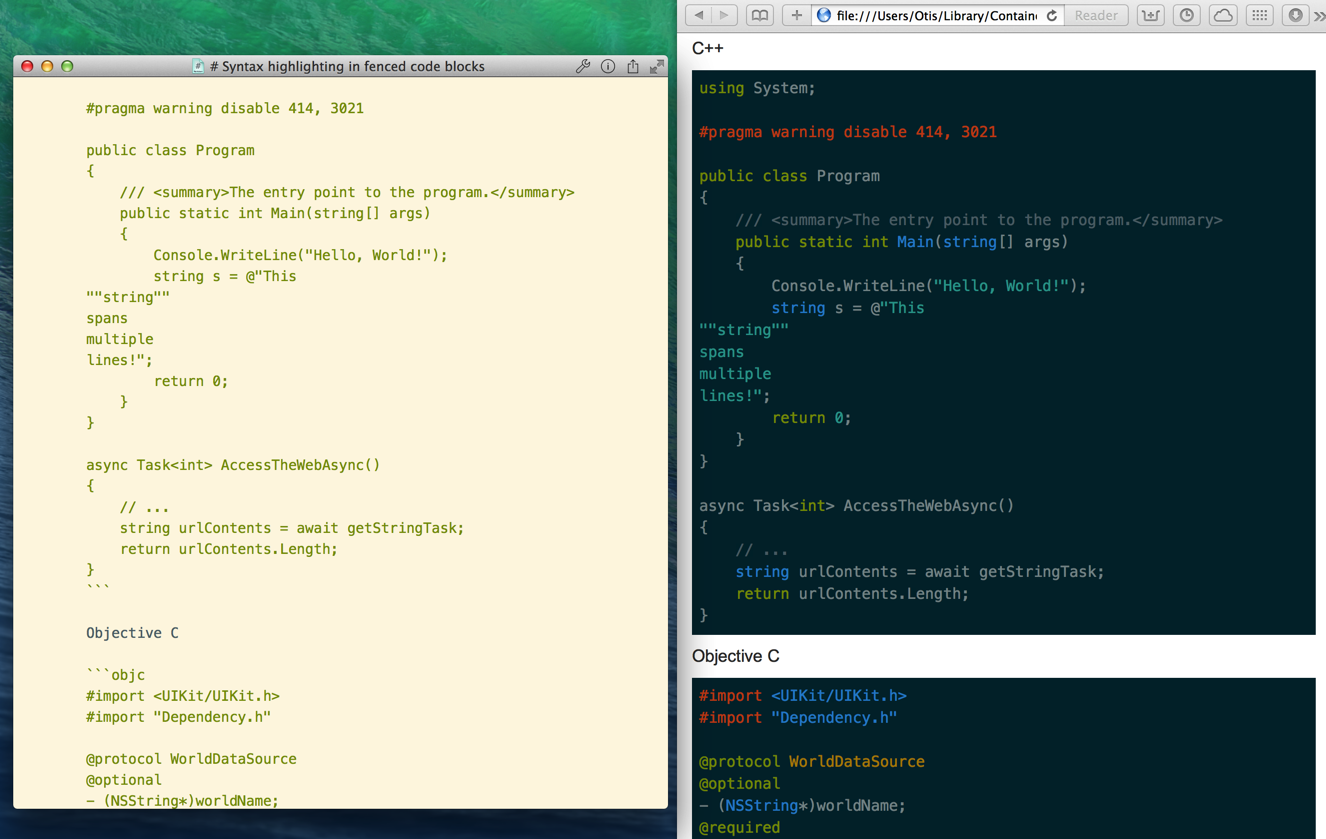 # Syntax highlighting in fenced code blocks
#pragma warning disable 414, 3021
public class Program
{
    /// <summary>The entry point to the program.</summary>
    public static int Main(string[] args)
    {
        Console.WriteLine("Hello, World!");
        string s = @"This
""string""
spans
multiple
lines!";
        return 0;
    }
}
async Task<int> AccessTheWebAsync()
{
    // ...
    string urlContents = await getStringTask;
    return urlContents.Length;
}
```
Objective C
```objc
#import <UIKit/UIKit.h>
#import "Dependency.h"
@protocol WorldDataSource
@optional
- (NSString*)worldName;
file:///Users/Otis/Library/Contain
Reader
C++
using System;
#pragma warning disable 414, 3021
public class Program
{
    /// <summary>The entry point to the program.</summary>
    public static int Main(string[] args)
    {
        Console.WriteLine("Hello, World!");
        string s = @"This
""string""
spans
multiple
lines!";
        return 0;
    }
}
async Task<int> AccessTheWebAsync()
{
    // ...
    string urlContents = await getStringTask;
    return urlContents.Length;
}
Objective C
#import <UIKit/UIKit.h>
#import "Dependency.h"
@protocol WorldDataSource
@optional
- (NSString*)worldName;
@required